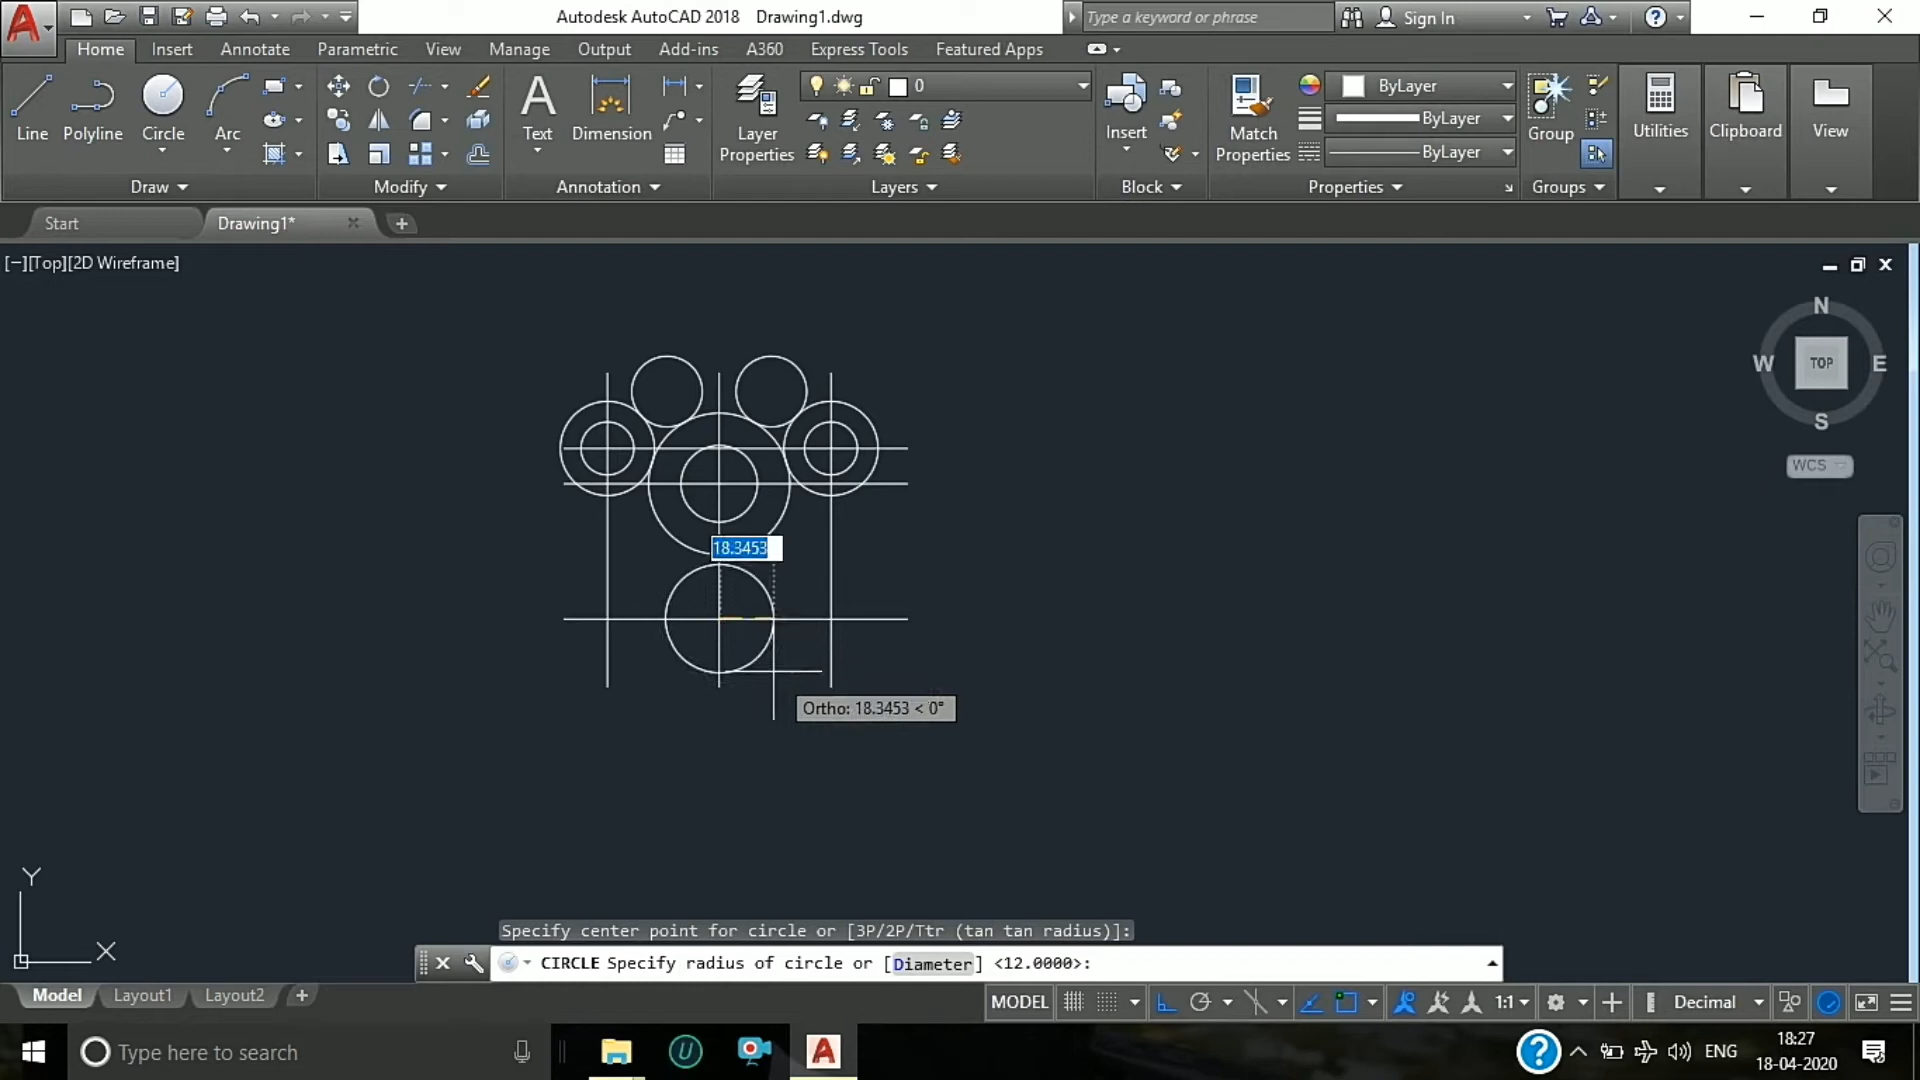 Autodesk AutoCAD 2018 Drawing1.dwg
Type a keyword or phrase
Sign In
Home Insert Annotate Parametric View Manage Output Add-ins A360 Express Tools Featured Apps
Line
Polyline
Circle
Arc
Text
Dimension
Layer
Properties
0
Insert
Match
Properties
ByLayer
ByLayer
ByLayer
Group
Utilities
Clipboard
View
Draw
Modify
Annotation
Layers
Block
Properties
Groups
Start
Drawing1*
[−][Top][2D Wireframe]
N
W
TOP
E
S
WCS
18.3453
Ortho: 18.3453 < 0°
Y
X
Specify center point for circle or [3P/2P/Ttr (tan tan radius)]:
CIRCLE Specify radius of circle or [Diameter] <12.0000>:
Model Layout1 Layout2
MODEL
1:1
Decimal
Type here to search
ENG
18:27
18-04-2020